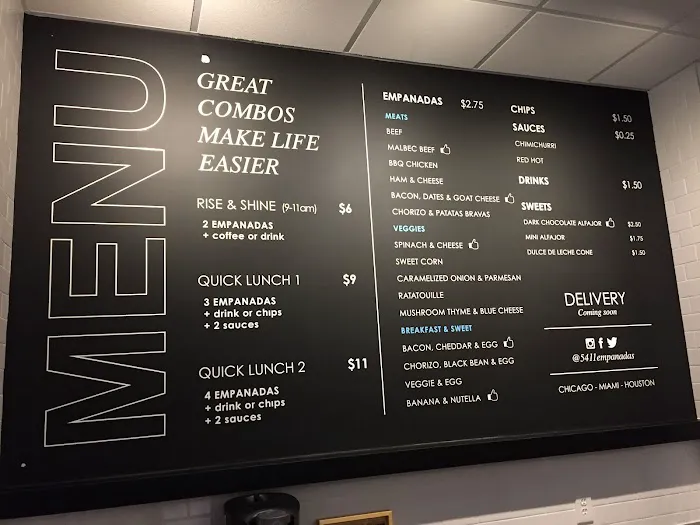 MENU
GREAT
COMBOS
MAKE LIFE
EASIER
RISE & SHINE (9-11am) $6
2 EMPANADAS
+ coffee or drink
QUICK LUNCH 1 $9
3 EMPANADAS
+ drink or chips
+ 2 sauces
QUICK LUNCH 2 $11
4 EMPANADAS
+ drink or chips
+ 2 sauces
EMPANADAS $2.75
MEATS
BEEF
MALBEC BEEF
BBQ CHICKEN
HAM & CHEESE
BACON, DATES & GOAT CHEESE
CHORIZO & PATATAS BRAVAS
VEGGIES
SPINACH & CHEESE
SWEET CORN
CARAMELIZED ONION & PARMESAN
RATATOUILLE
MUSHROOM THYME & BLUE CHEESE
BREAKFAST & SWEET
BACON, CHEDDAR & EGG
CHORIZO, BLACK BEAN & EGG
VEGGIE & EGG
BANANA & NUTELLA
CHIPS $1.50
SAUCES $0.25
CHIMICHURRI
RED HOT
DRINKS $1.50
SWEETS
DARK CHOCOLATE ALFAJOR $2.50
MINI ALFAJOR $1.75
DULCE DE LECHE CONE $1.50
DELIVERY
Coming soon
@5411empanadas
CHICAGO - MIAMI - HOUSTON